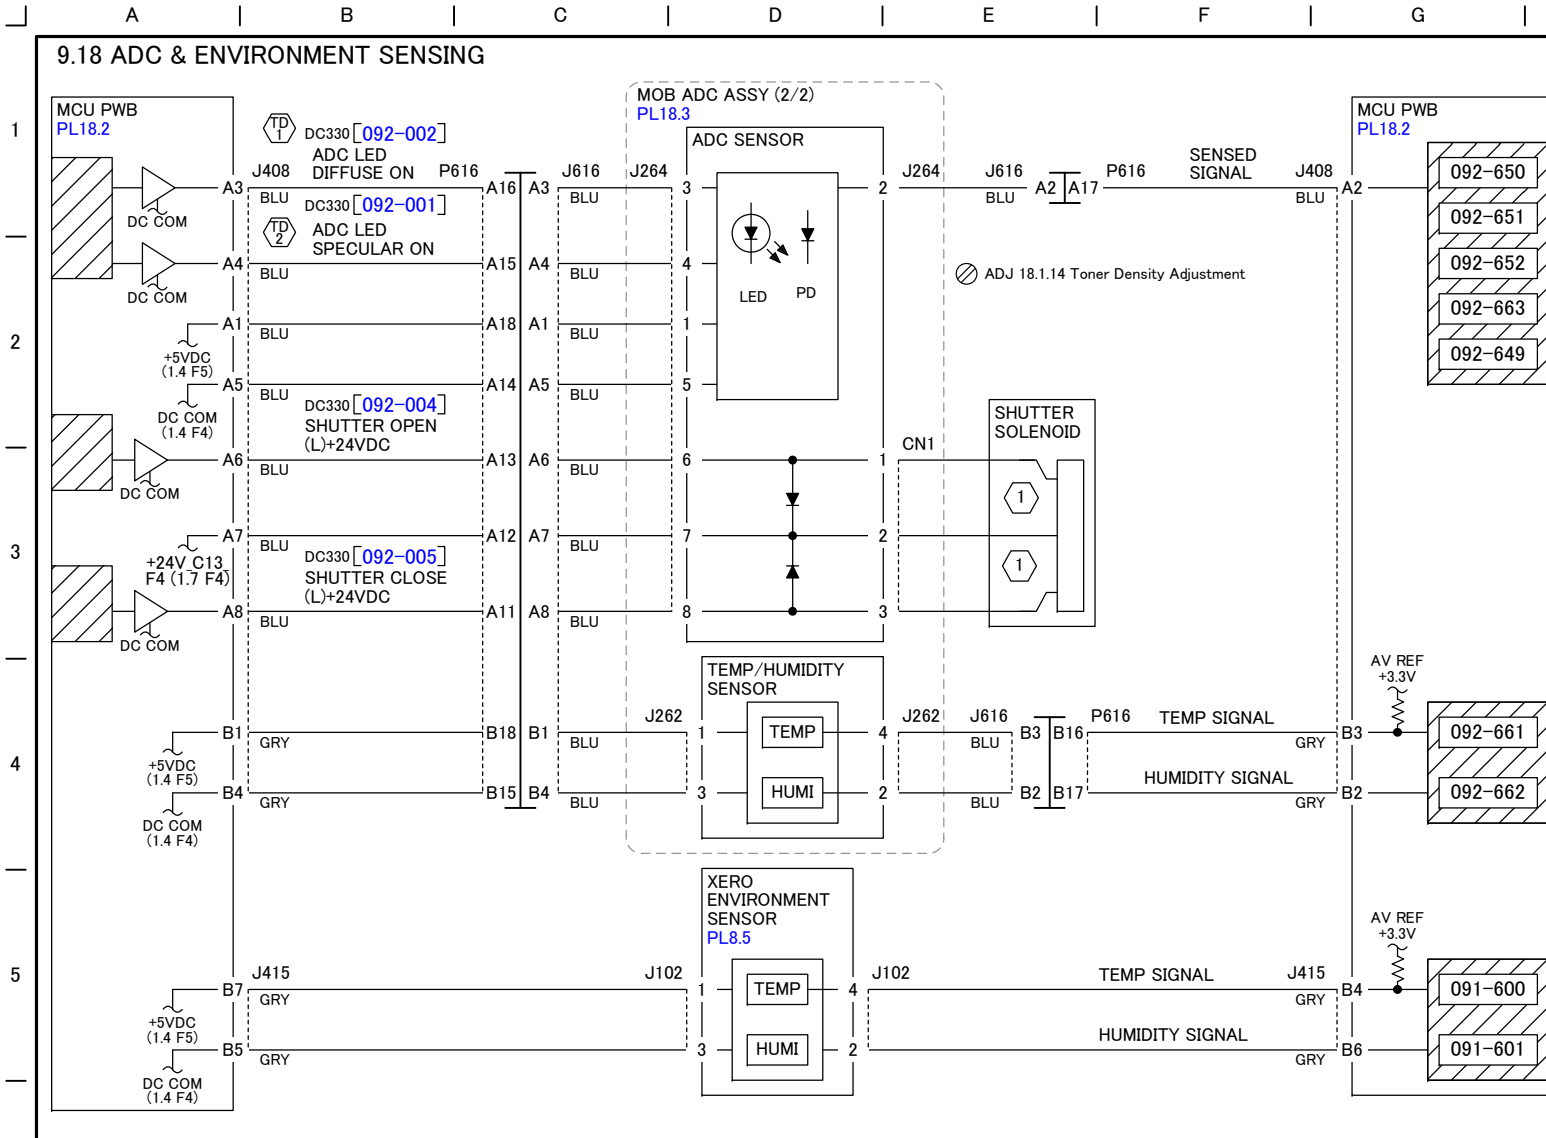 A B C D E F G
9.18 ADC & ENVIRONMENT SENSING
1
2
3
4
5
MCU PWB
PL18.2
TD
1
DC330 [092-002]
ADC LED
DIFFUSE ON
DC330 [092-001]
TD
2
ADC LED
SPECULAR ON
MOB ADC ASSY (2/2)
PL18.3
ADC SENSOR
LED PD
MCU PWB
PL18.2
A3 J408 BLU P616 A16 A3 J616 BLU J264 3
2 J264 J616 BLU A2 A17 P616 SENSED
SIGNAL
J408 BLU A2
092-650
092-651
092-652
092-663
092-649
DC COM
A4 BLU A15 A4 BLU 4
DC COM
ADJ 18.1.14 Toner Density Adjustment
A1 BLU A18 A1 BLU 1
+5VDC
(1.4 F5)
A5 BLU A14 A5 BLU 5
DC COM
(1.4 F4)
DC330 [092-004]
SHUTTER OPEN
(L)+24VDC
SHUTTER
SOLENOID
CN1
A6 BLU A13 A6 BLU 6 1
DC COM
1
A7 BLU A12 A7 BLU 7 2
+24V_C13_
F4 (1.7 F4)
DC330 [092-005]
SHUTTER CLOSE
(L)+24VDC
1
A8 BLU A11 A8 BLU 8 3
DC COM
TEMP/HUMIDITY
SENSOR
AV REF
+3.3V
B1 GRY B18 B1 BLU J262 1 TEMP 4 J262 J616 BLU B3 B16 P616 TEMP SIGNAL GRY B3 092-661
+5VDC
(1.4 F5)
B4 GRY B15 B4 BLU 3 HUMI 2 BLU B2 B17 HUMIDITY SIGNAL GRY B2 092-662
DC COM
(1.4 F4)
XERO
ENVIRONMENT
SENSOR
PL8.5
AV REF
+3.3V
B7 J415 GRY J102 1 TEMP 4 J102 TEMP SIGNAL J415 GRY B4 091-600
+5VDC
(1.4 F5)
B5 GRY 3 HUMI 2 HUMIDITY SIGNAL GRY B6 091-601
DC COM
(1.4 F4)